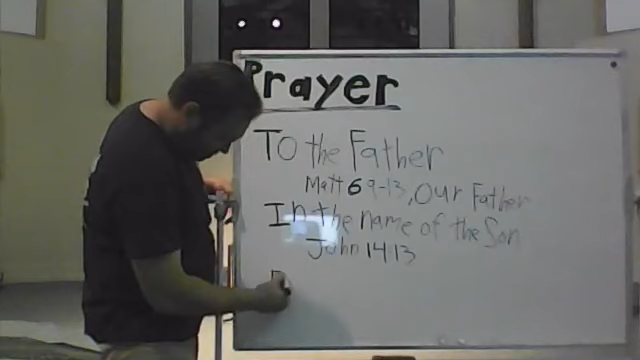 Prayer
To the Father
Matt 6 9-13, Our Father
In the name of the Son
John 14 13